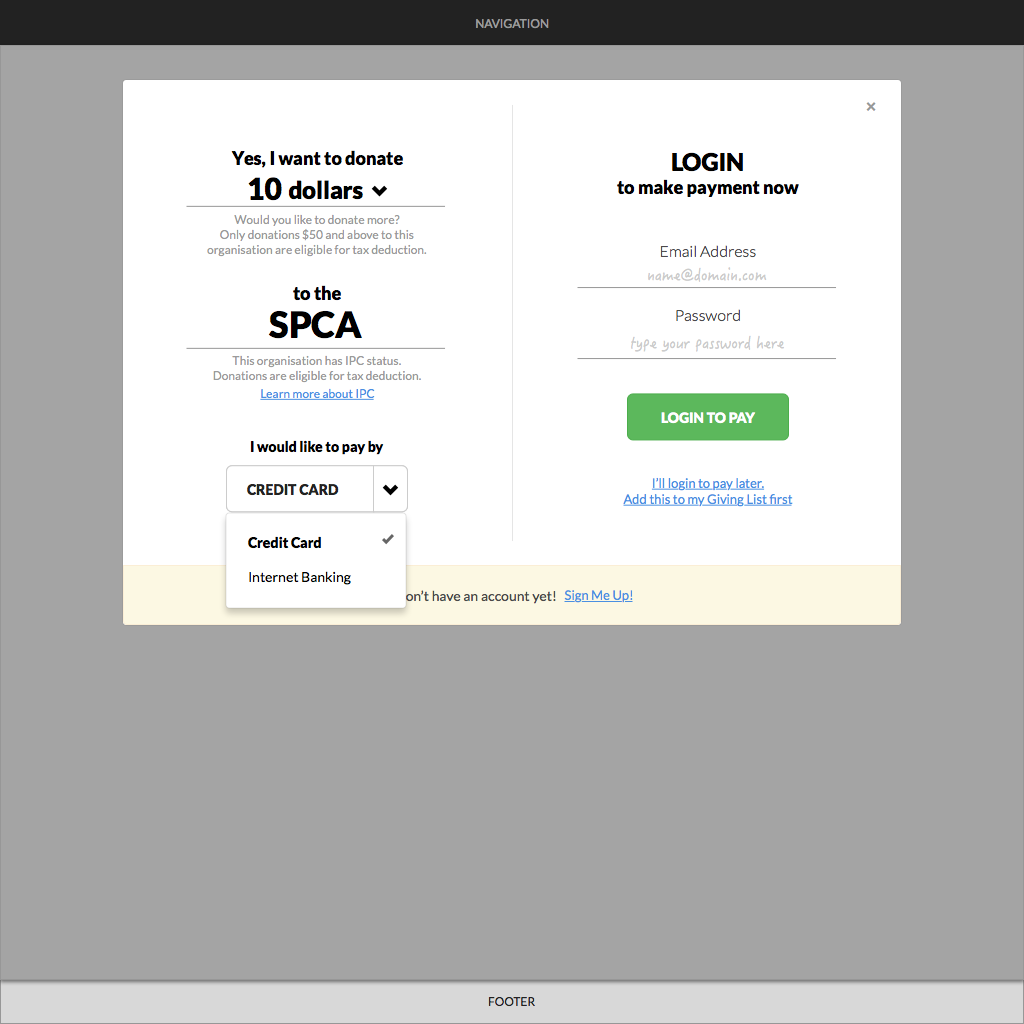 NAVIGATION
Yes, I want to donate
10 dollars
Would you like to donate more?
Only donations $50 and above to this
organisation are eligible for tax deduction.
to the
SPCA
This organisation has IPC status.
Donations are eligible for tax deduction.
Learn more about IPC
I would like to pay by
CREDIT CARD
Credit Card
Internet Banking
LOGIN
to make payment now
Email Address
name@domain.com
Password
type your password here
LOGIN TO PAY
I'll login to pay later.
Add this to my Giving List first
on't have an account yet! Sign Me Up!
FOOTER